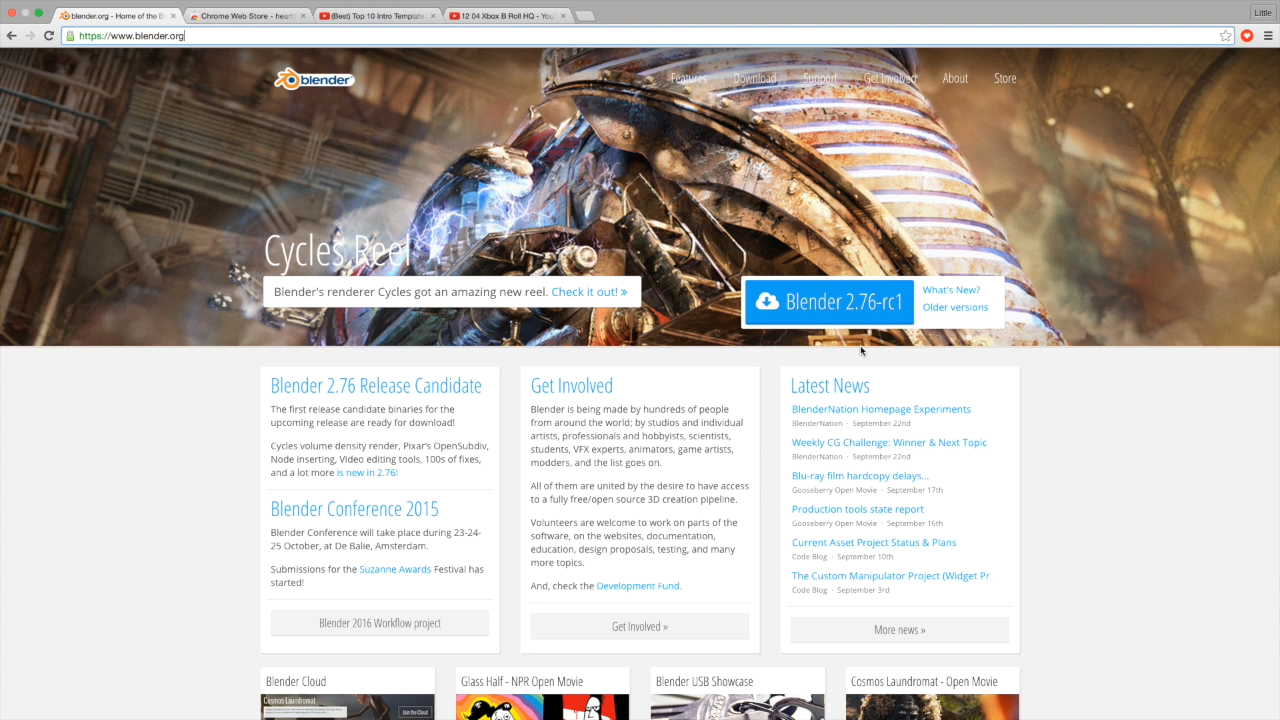 blender.org - Home of the B
Chrome Web Store - heart
(Best) Top 10 Intro Template
12 04 Xbox B Roll HQ - You
Little
https://www.blender.org
blender
Features
Download
Support
Get Involved
About
Store
Cycles Reel
Blender's renderer Cycles got an amazing new reel. Check it out! »
Blender 2.76-rc1
What's New?
Older versions
Blender 2.76 Release Candidate
The first release candidate binaries for the
upcoming release are ready for download!
Cycles volume density render, Pixar's OpenSubdiv,
Node inserting, Video editing tools, 100s of fixes,
and a lot more is new in 2.76!
Blender Conference 2015
Blender Conference will take place during 23-24-
25 October, at De Balie, Amsterdam.
Submissions for the Suzanne Awards Festival has
started!
Blender 2016 Workflow project
Get Involved
Blender is being made by hundreds of people
from around the world; by studios and individual
artists, professionals and hobbyists, scientists,
students, VFX experts, animators, game artists,
modders, and the list goes on.
All of them are united by the desire to have access
to a fully free/open source 3D creation pipeline.
Volunteers are welcome to work on parts of the
software, on the websites, documentation,
education, design proposals, testing, and many
more topics.
And, check the Development Fund.
Get Involved »
Latest News
BlenderNation Homepage Experiments
BlenderNation · September 22nd
Weekly CG Challenge: Winner & Next Topic
BlenderNation · September 22nd
Blu-ray film hardcopy delays...
Gooseberry Open Movie · September 17th
Production tools state report
Gooseberry Open Movie · September 16th
Current Asset Project Status & Plans
Code Blog · September 10th
The Custom Manipulator Project (Widget Pr
Code Blog · September 3rd
More news »
Blender Cloud
Cosmos Laundromat
Join the Cloud
Glass Half - NPR Open Movie
Blender USB Showcase
Cosmos Laundromat - Open Movie